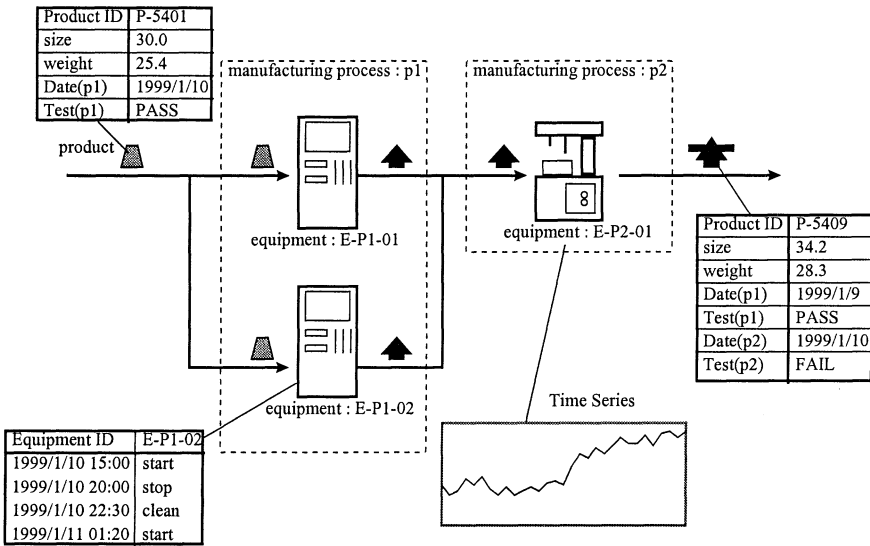 Product ID P-5401
size 30.0
weight 25.4
Date(p1) 1999/1/10
Test(p1) PASS
product
manufacturing process : p1
manufacturing process : p2
equipment : E-P1-01
equipment : E-P2-01
8
equipment : E-P1-02
Product ID P-5409
size 34.2
weight 28.3
Date(p1) 1999/1/9
Test(p1) PASS
Date(p2) 1999/1/10
Test(p2) FAIL
Equipment ID E-P1-02
1999/1/10 15:00 start
1999/1/10 20:00 stop
1999/1/10 22:30 clean
1999/1/11 01:20 start
Time Series